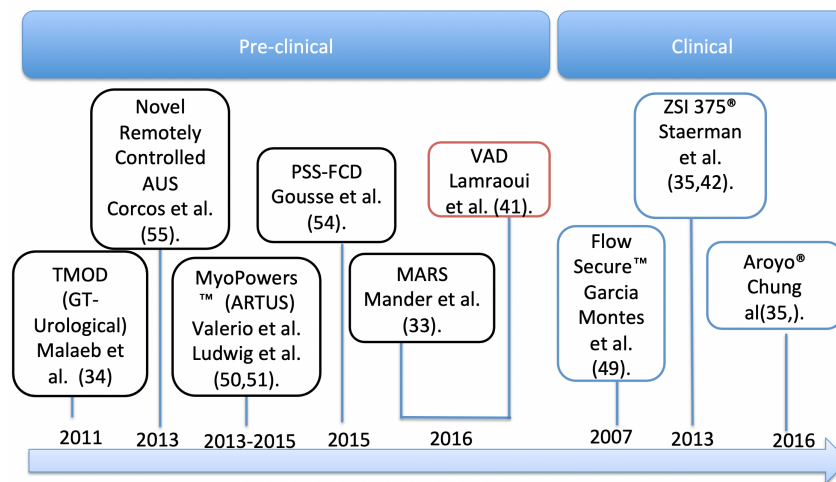 Pre-clinical
Clinical
Novel
Remotely
Controlled
AUS
Corcos et al.
(55).
ZSI 375®
Staerman
et al.
(35,42).
PSS-FCD
Gousse et al.
(54).
VAD
Lamraoui
et al. (41).
TMOD
(GT-
Urological)
Malaeb et
al. (34)
MyoPowers
™ (ARTUS)
Valerio et al.
Ludwig et al.
(50,51).
MARS
Mander et al.
(33).
Flow
Secure™
Garcia
Montes
et al.
(49).
Aroyo®
Chung
al(35,).
2011
2013
2013-2015
2015
2016
2007
2013
2016